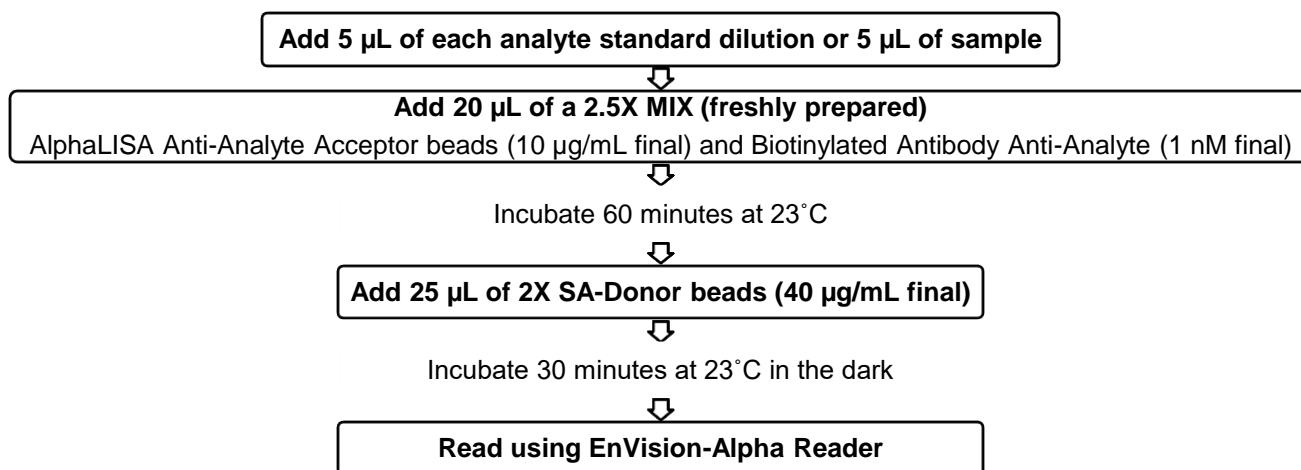 Add 5 µL of each analyte standard dilution or 5 µL of sample
Add 20 µL of a 2.5X MIX (freshly prepared)
AlphaLISA Anti-Analyte Acceptor beads (10 µg/mL final) and Biotinylated Antibody Anti-Analyte (1 nM final)
Incubate 60 minutes at 23˚C
Add 25 µL of 2X SA-Donor beads (40 µg/mL final)
Incubate 30 minutes at 23˚C in the dark
Read using EnVision-Alpha Reader